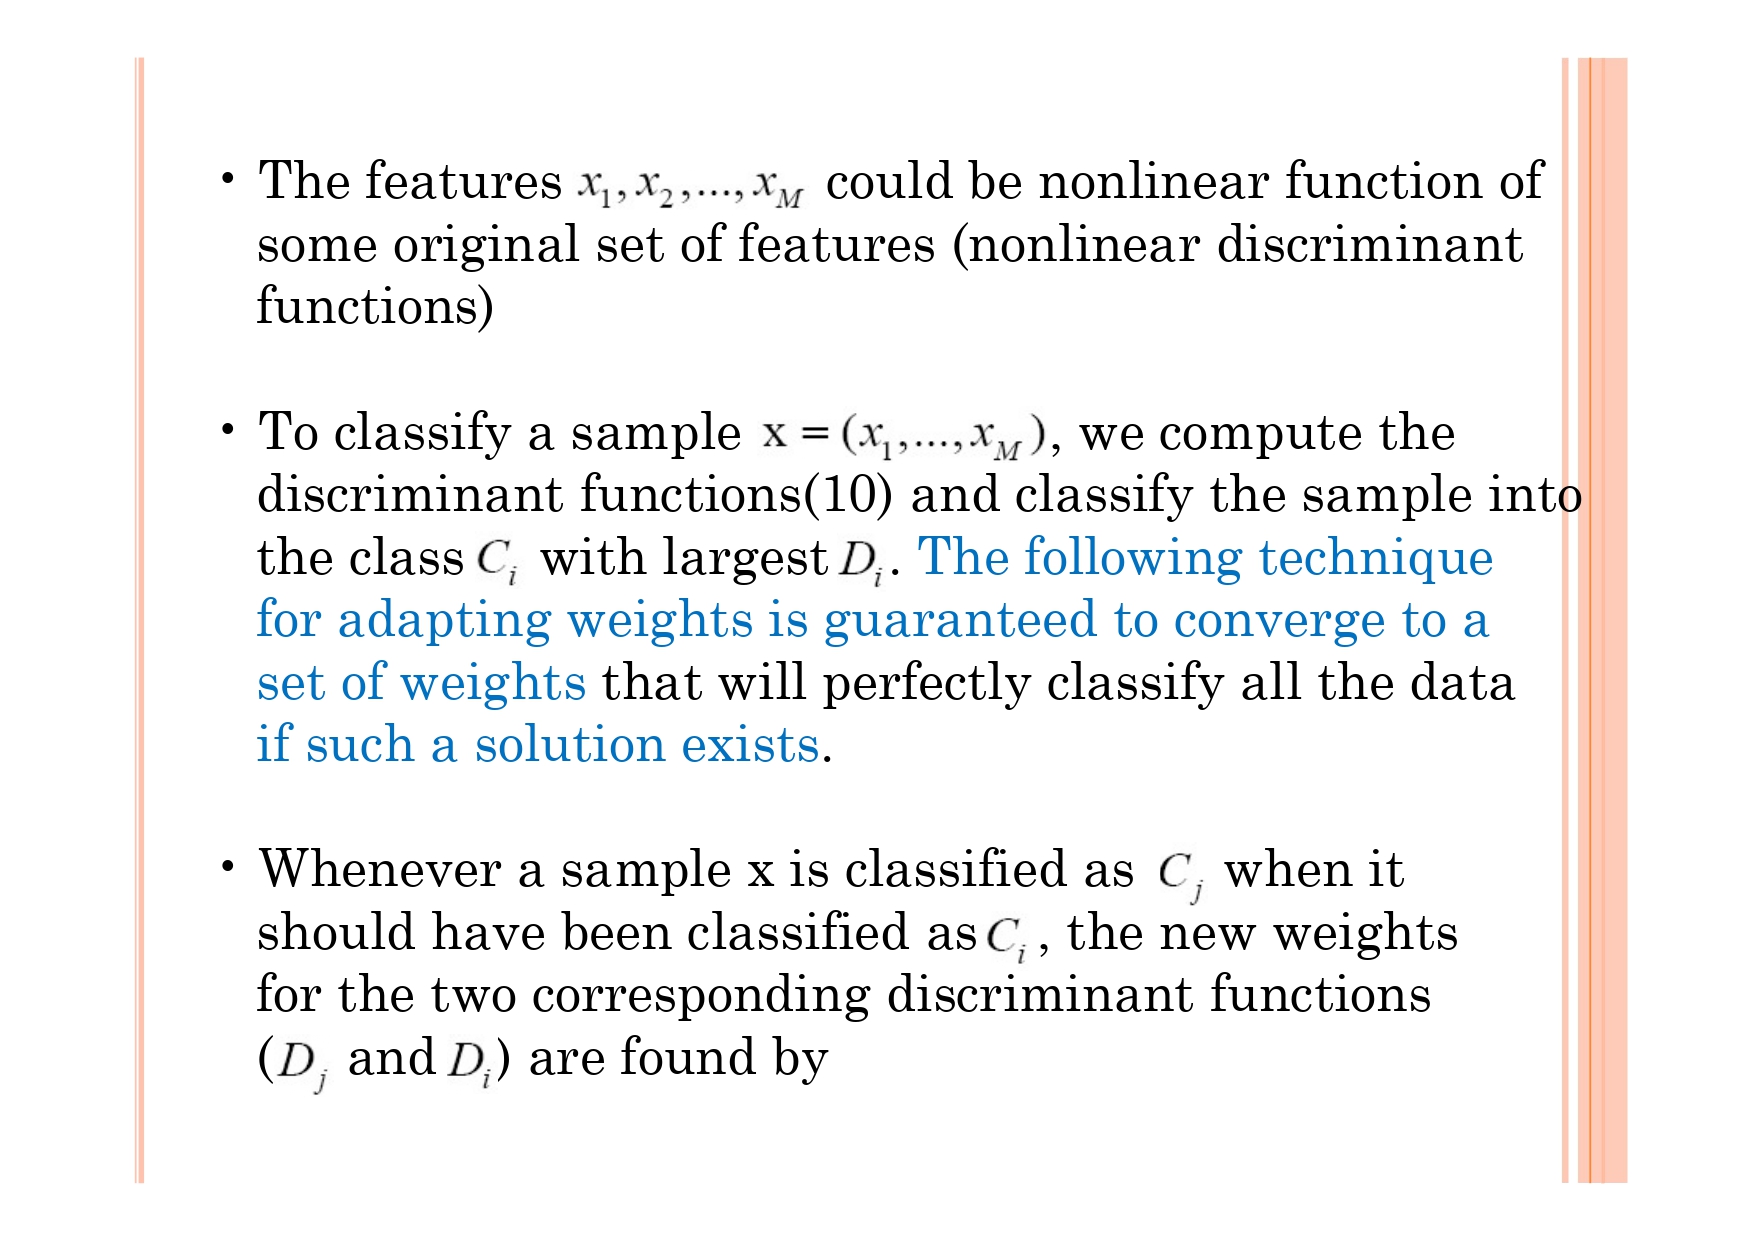 • The features x₁, x₂,..., x_M could be nonlinear function of
some original set of features (nonlinear discriminant
functions)
• To classify a sample x = (x₁,..., x_M), we compute the
discriminant functions(10) and classify the sample into
the class C_i with largest D_i. The following technique
for adapting weights is guaranteed to converge to a
set of weights that will perfectly classify all the data
if such a solution exists.
• Whenever a sample x is classified as C_j when it
should have been classified as C_i, the new weights
for the two corresponding discriminant functions
(D_j and D_i) are found by